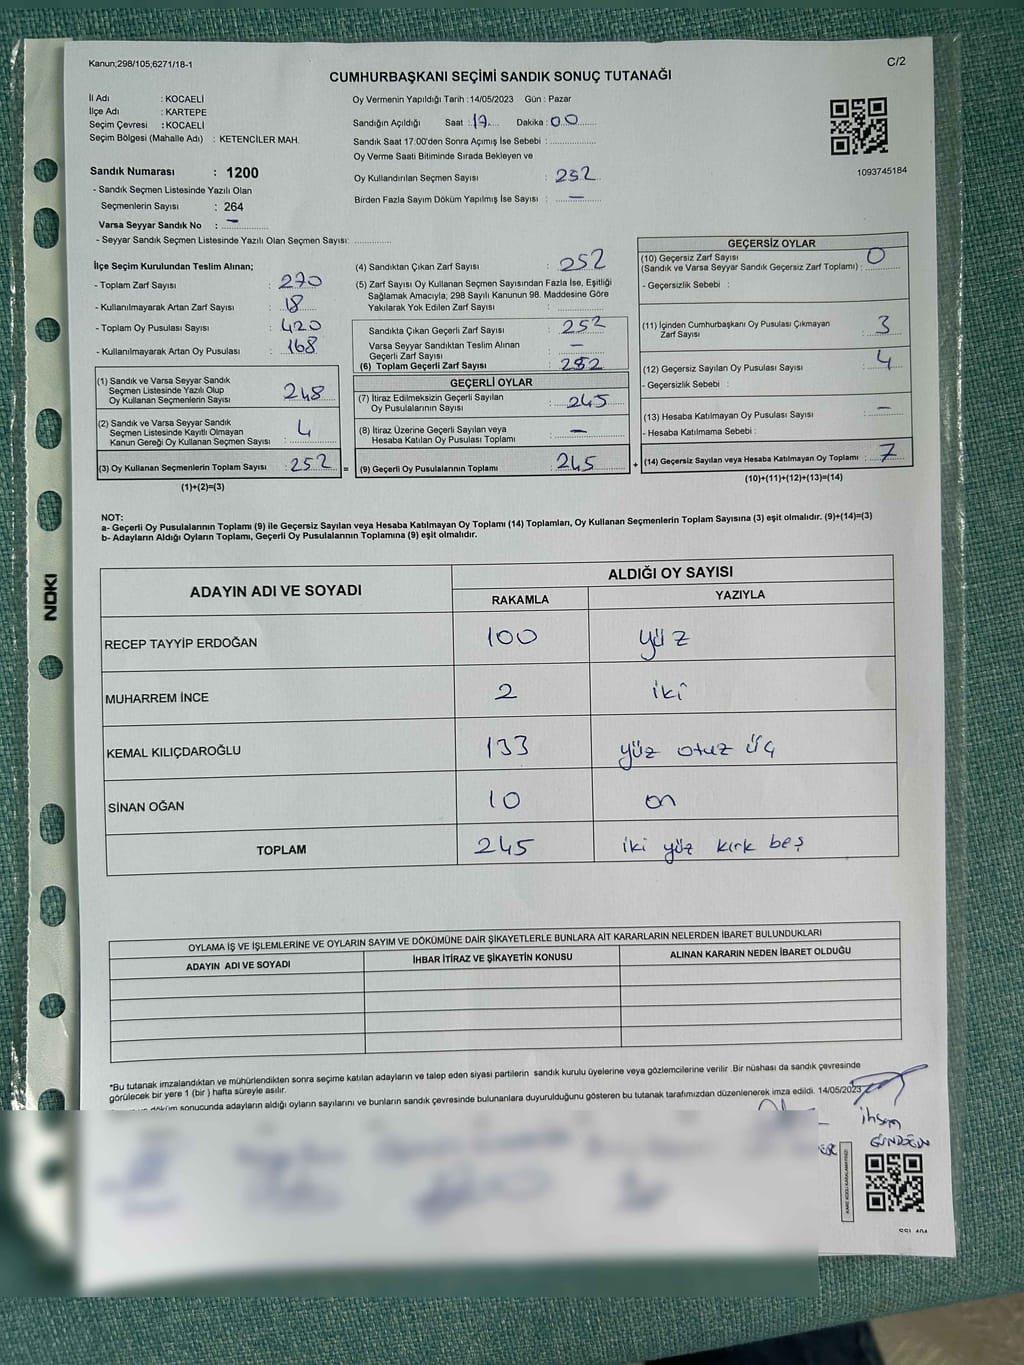 Kanun;298/105;6271/18-1
C/2
CUMHURBAŞKANI SEÇİMİ SANDIK SONUÇ TUTANAĞI
İl Adı : KOCAELİ
İlçe Adı : KARTEPE
Seçim Çevresi : KOCAELİ
Seçim Bölgesi (Mahalle Adı) : KETENCİLER MAH.
Sandık Numarası : 1200
- Sandık Seçmen Listesinde Yazılı Olan
Seçmenlerin Sayısı : 264
Varsa Seyyar Sandık No : –
- Seyyar Sandık Seçmen Listesinde Yazılı Olan Seçmen Sayısı: ..............
Oy Vermenin Yapıldığı Tarih :14/05/2023 Gün : Pazar
Sandığın Açıldığı Saat :17.... Dakika :00......
Sandık Saat 17:00'den Sonra Açımış İse Sebebi : ................
Oy Verme Saati Bitiminde Sırada Bekleyen ve
Oy Kullandırılan Seçmen Sayısı : 252
Birden Fazla Sayım Döküm Yapılmış İse Sayısı : –
1093745184
İlçe Seçim Kurulundan Teslim Alınan;
- Toplam Zarf Sayısı : 270
- Kullanılmayarak Artan Zarf Sayısı : 18
- Toplam Oy Pusulası Sayısı : 420
- Kullanılmayarak Artan Oy Pusulası : 168
(1) Sandık ve Varsa Seyyar Sandık
Seçmen Listesinde Yazılı Olup
Oy Kullanan Seçmenlerin Sayısı : 248
(2) Sandık ve Varsa Seyyar Sandık
Seçmen Listesinde Kayıtlı Olmayan
Kanun Gereği Oy Kullanan Seçmen Sayısı : 4
(3) Oy Kullanan Seçmenlerin Toplam Sayısı : 252 =
(1)+(2)=(3)
(4) Sandıktan Çıkan Zarf Sayısı : 252
(5) Zarf Sayısı Oy Kullanan Seçmen Sayısından Fazla İse, Eşitliği
Sağlamak Amacıyla; 298 Sayılı Kanunun 98. Maddesine Göre
Yakılarak Yok Edilen Zarf Sayısı : ..............
Sandıkta Çıkan Geçerli Zarf Sayısı : 252
Varsa Seyyar Sandıktan Teslim Alınan
Geçerli Zarf Sayısı : –
(6) Toplam Geçerli Zarf Sayısı : 252
GEÇERLİ OYLAR
(7) İtiraz Edilmeksizin Geçerli Sayılan
Oy Pusulalarının Sayısı : 245
(8) İtiraz Üzerine Geçerli Sayılan veya
Hesaba Katılan Oy Pusulası Toplamı : –
(9) Geçerli Oy Pusulalarının Toplamı : 245 +
GEÇERSİZ OYLAR
(10) Geçersiz Zarf Sayısı
(Sandık ve Varsa Seyyar Sandık Geçersiz Zarf Toplamı) : 0
- Geçersizlik Sebebi :
(11) İçinden Cumhurbaşkanı Oy Pusulası Çıkmayan
Zarf Sayısı : 3
(12) Geçersiz Sayılan Oy Pusulası Sayısı : 4
- Geçersizlik Sebebi :
(13) Hesaba Katılmayan Oy Pusulası Sayısı : –
- Hesaba Katılmama Sebebi :
(14) Geçersiz Sayılan veya Hesaba Katılmayan Oy Toplamı : 7
(10)+(11)+(12)+(13)=(14)
NOT:
a- Geçerli Oy Pusulalarının Toplamı (9) ile Geçersiz Sayılan veya Hesaba Katılmayan Oy Toplamı (14) Toplamları, Oy Kullanan Seçmenlerin Toplam Sayısına (3) eşit olmalıdır. (9)+(14)=(3)
b- Adayların Aldığı Oyların Toplamı, Geçerli Oy Pusulalarının Toplamına (9) eşit olmalıdır.
ADAYIN ADI VE SOYADI
ALDIĞI OY SAYISI
RAKAMLA YAZIYLA
RECEP TAYYİP ERDOĞAN 100 yüz
MUHARREM İNCE 2 iki
KEMAL KILIÇDAROĞLU 133 yüz otuz üç
SİNAN OĞAN 10 on
TOPLAM 245 iki yüz kırk beş
NOKI
OYLAMA İŞ VE İŞLEMLERİNE VE OYLARIN SAYIM VE DÖKÜMÜNE DAİR ŞİKAYETLERLE BUNLARA AİT KARARLARIN NELERDEN İBARET BULUNDUKLARI
ADAYIN ADI VE SOYADI İHBAR İTİRAZ VE ŞİKAYETİN KONUSU ALINAN KARARIN NEDEN İBARET OLDUĞU
*Bu tutanak imzalandıktan ve mühürlendikten sonra seçime katılan adayların ve talep eden siyasi partilerin sandık kurulu üyelerine veya gözlemcilerine verilir .Bir nüshası da sandık çevresinde
görülecek bir yere 1 (bir ) hafta süreyle asılır.
döküm sonucunda adayların aldığı oyların sayılarını ve bunların sandık çevresinde bulunanlara duyurulduğunu gösteren bu tutanak tarafımızdan düzenlenerek imza edildi. 14/05/2023
ihsan
GÜNDOĞDU